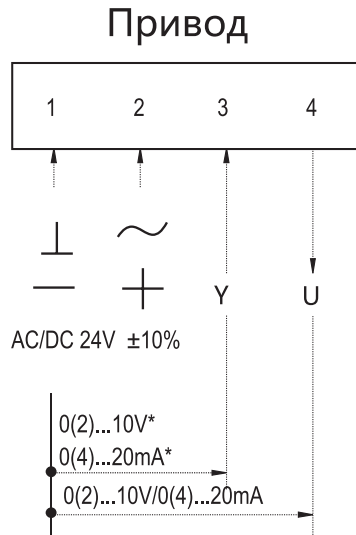 Привод
1 2 3 4
⊥ ~
— + Y U
AC/DC 24V ±10%
0(2)...10V*
0(4)...20mA*
0(2)...10V/0(4)...20mA